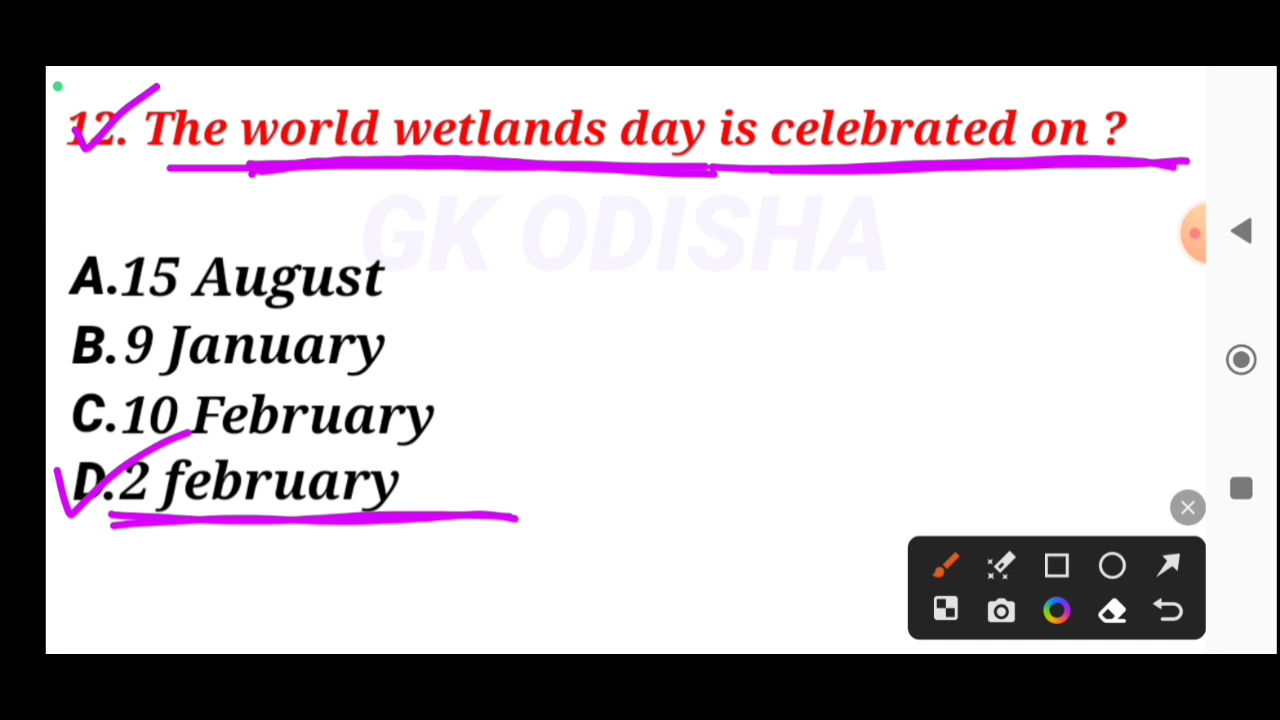 12. The world wetlands day is celebrated on ?
GK ODISHA
A.15 August
B.9 January
C.10 February
D.2 february